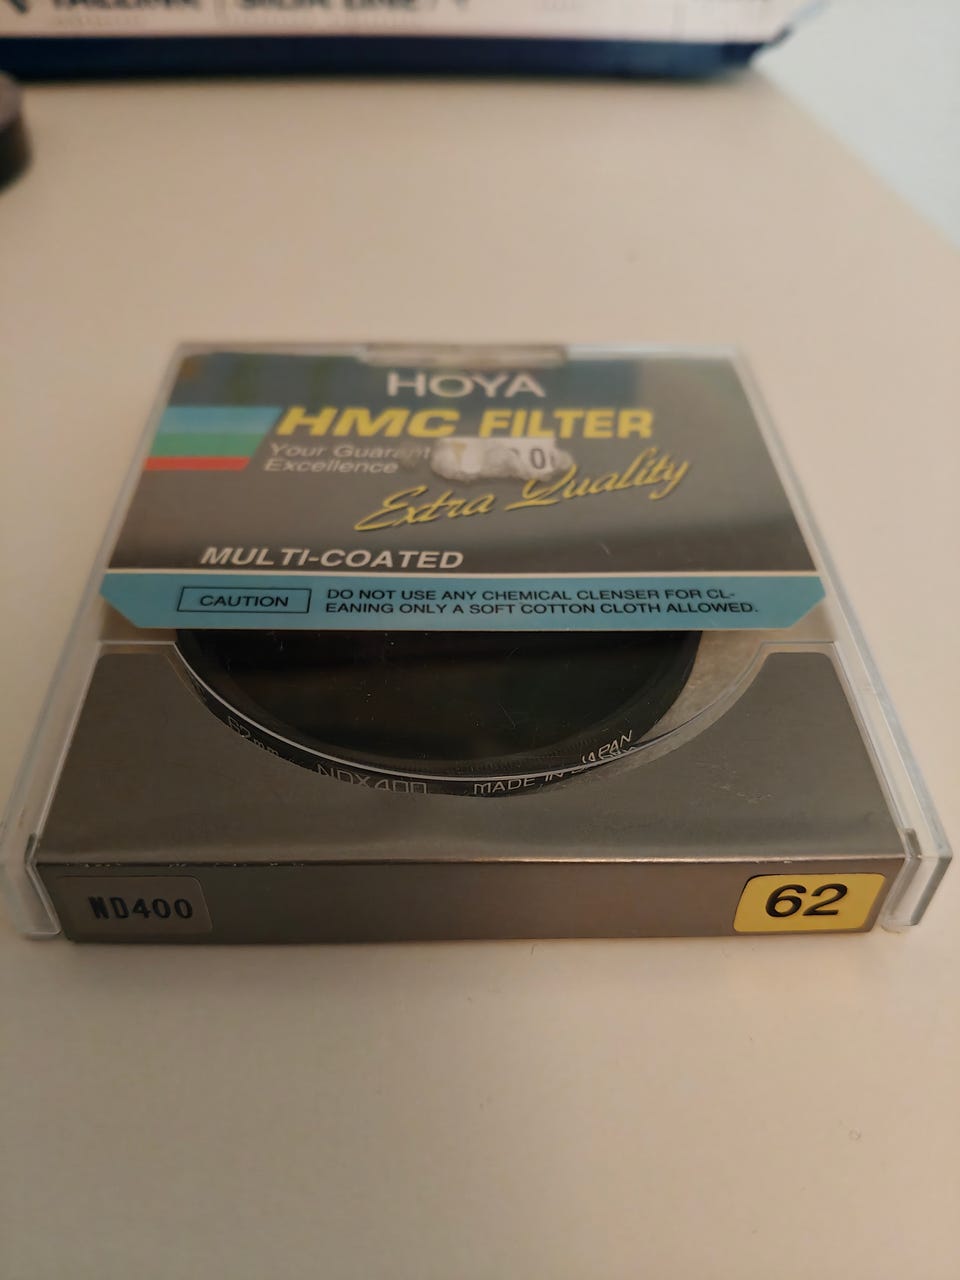 HOYA
HMC FILTER
Your Guarant
Excellence
Extra Quality
MULTI-COATED
CAUTION
DO NOT USE ANY CHEMICAL CLENSER FOR CL-
EANING ONLY A SOFT COTTON CLOTH ALLOWED.
62mm NDX400 MADE IN JAPAN
ND400
62